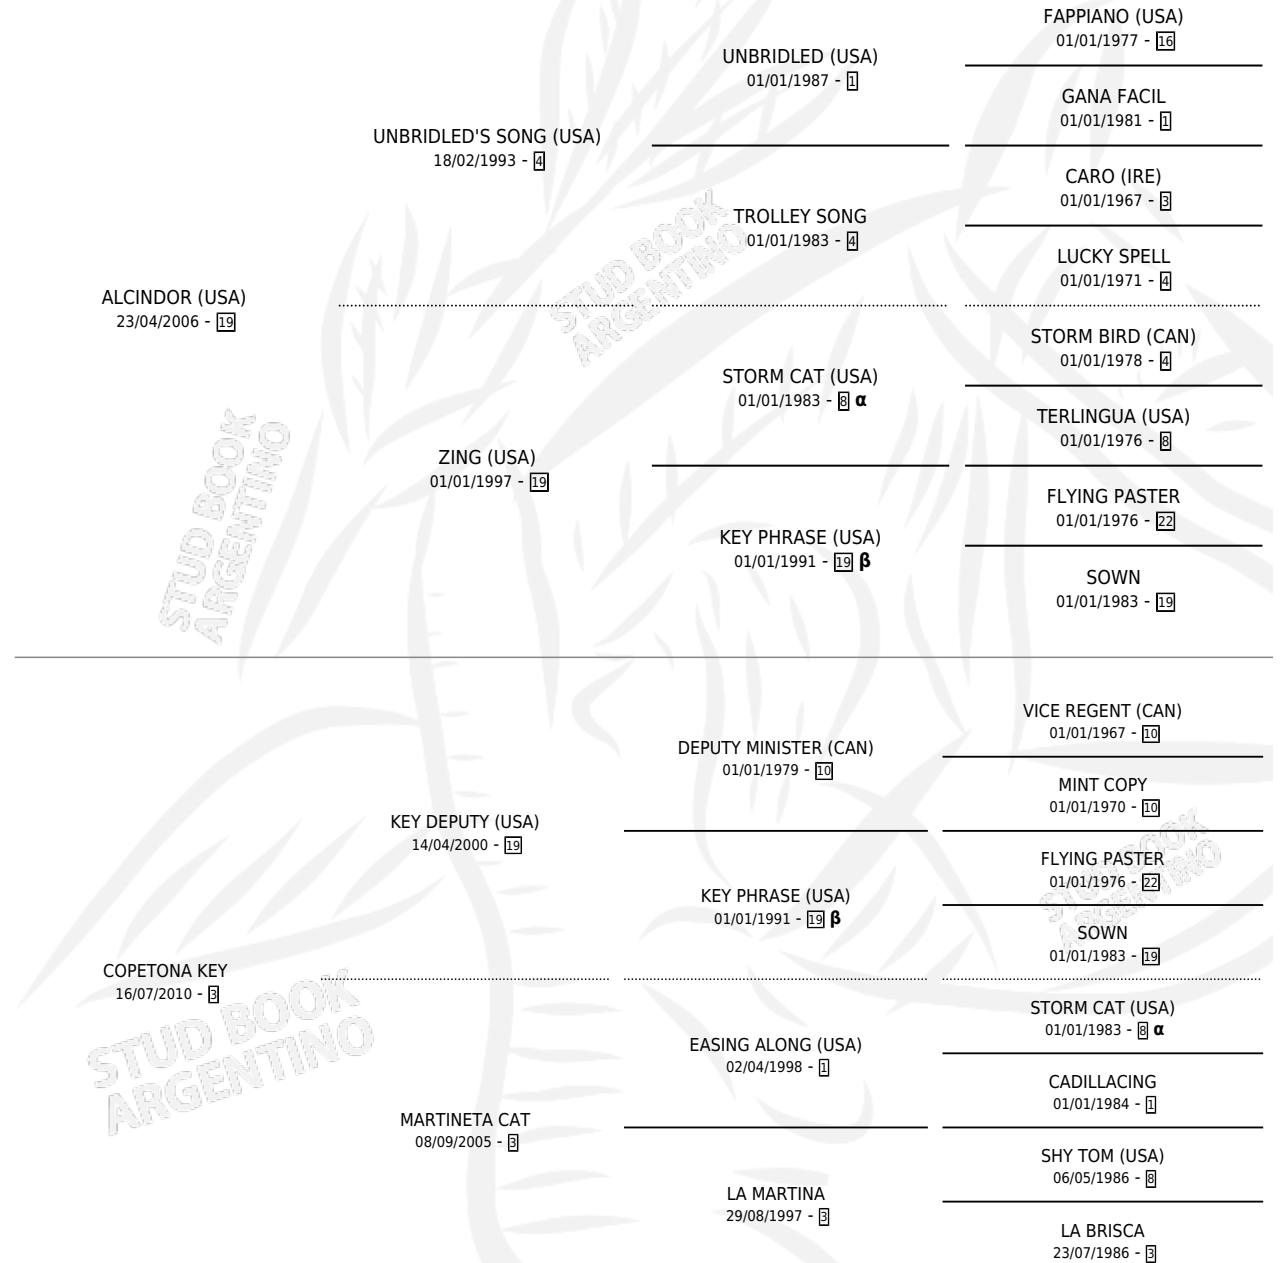 FAPPIANO (USA)
01/01/1977 - 16
UNBRIDLED (USA)
01/01/1987 - 1
GANA FACIL
01/01/1981 - 1
UNBRIDLED'S SONG (USA)
18/02/1993 - 4
CARO (IRE)
01/01/1967 - 3
TROLLEY SONG
01/01/1983 - 4
LUCKY SPELL
01/01/1971 - 4
ALCINDOR (USA)
23/04/2006 - 19
STORM BIRD (CAN)
01/01/1978 - 4
STORM CAT (USA)
01/01/1983 - 8 α
TERLINGUA (USA)
01/01/1976 - 8
ZING (USA)
01/01/1997 - 19
FLYING PASTER
01/01/1976 - 22
KEY PHRASE (USA)
01/01/1991 - 19 β
SOWN
01/01/1983 - 19
VICE REGENT (CAN)
01/01/1967 - 10
DEPUTY MINISTER (CAN)
01/01/1979 - 10
MINT COPY
01/01/1970 - 10
KEY DEPUTY (USA)
14/04/2000 - 19
FLYING PASTER
01/01/1976 - 22
KEY PHRASE (USA)
01/01/1991 - 19 β
SOWN
01/01/1983 - 19
COPETONA KEY
16/07/2010 - 3
STORM CAT (USA)
01/01/1983 - 8 α
EASING ALONG (USA)
02/04/1998 - 1
CADILLACING
01/01/1984 - 1
MARTINETA CAT
08/09/2005 - 3
SHY TOM (USA)
06/05/1986 - 8
LA MARTINA
29/08/1997 - 3
LA BRISCA
23/07/1986 - 3
STUD BOOK
ARGENTINO
STUD BOOK
ARGENTINO
STUD BOOK
ARGENTINO
STUD BOOK
ARGENTINO